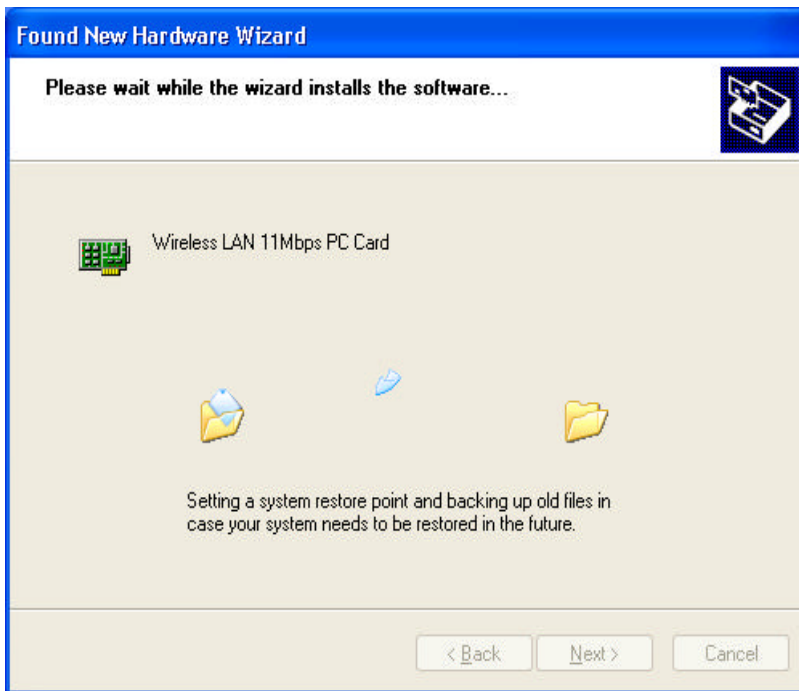 Found New Hardware Wizard
Please wait while the wizard installs the software...
Wireless LAN 11Mbps PC Card
Setting a system restore point and backing up old files in
case your system needs to be restored in the future.
< Back
Next >
Cancel